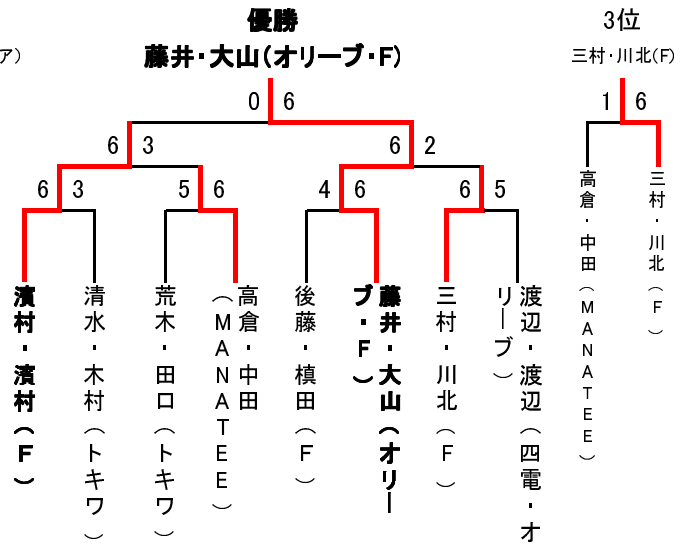 優勝
3位
ア）
藤井・大山(オリーブ・F)
三村・川北(F)
0 6
1 6
6 3
6 2
6 3
5 6
4 6
6 5
濱村・濱村(F)
清水・木村(トキワ)
荒木・田口(トキワ)
高倉・中田
(MANATEE)
後藤・槙田(F)
藤井・大山(オリー
ブ・F)
三村・川北(F)
渡辺・渡辺(四電・オ
リーブ)
高倉・中田(MANATEE)
三村・川北(F)